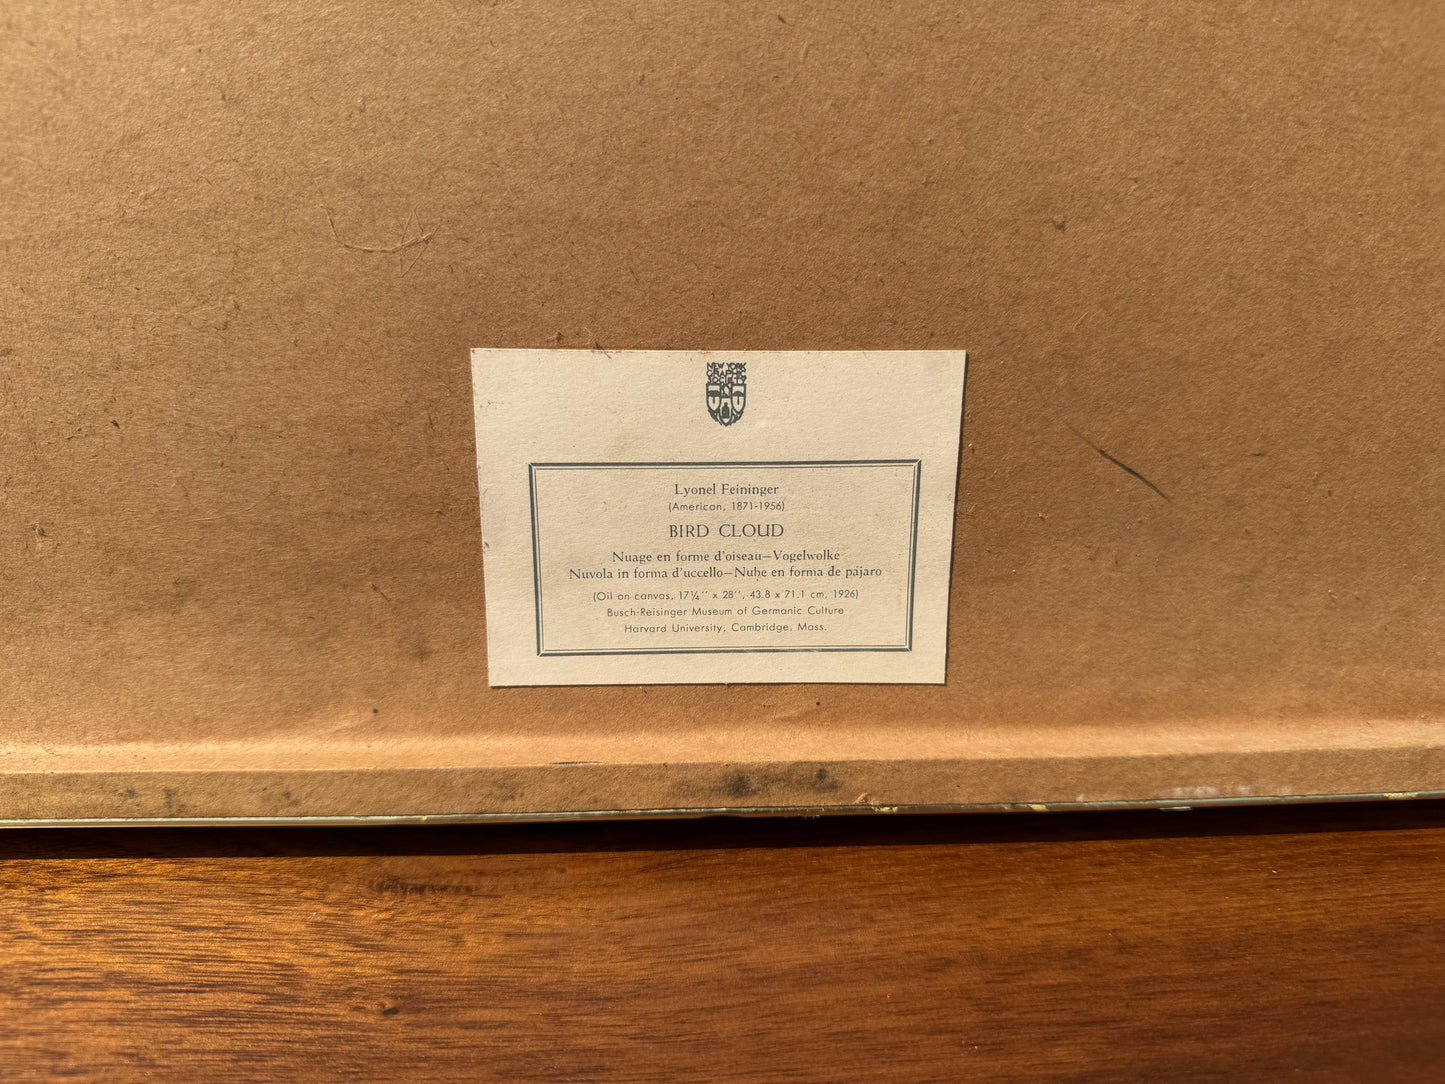 NEW YORK
GRAPHIC
SOCIETY
Lyonel Feininger
(American, 1871-1956)
BIRD CLOUD
Nuage en forme d'oiseau—Vogelwolke
Nuvola in forma d'uccello—Nube en forma de pájaro
(Oil on canvas, 17¼'' x 28'', 43.8 x 71.1 cm, 1926)
Busch-Reisinger Museum of Germanic Culture
Harvard University, Cambridge, Mass.